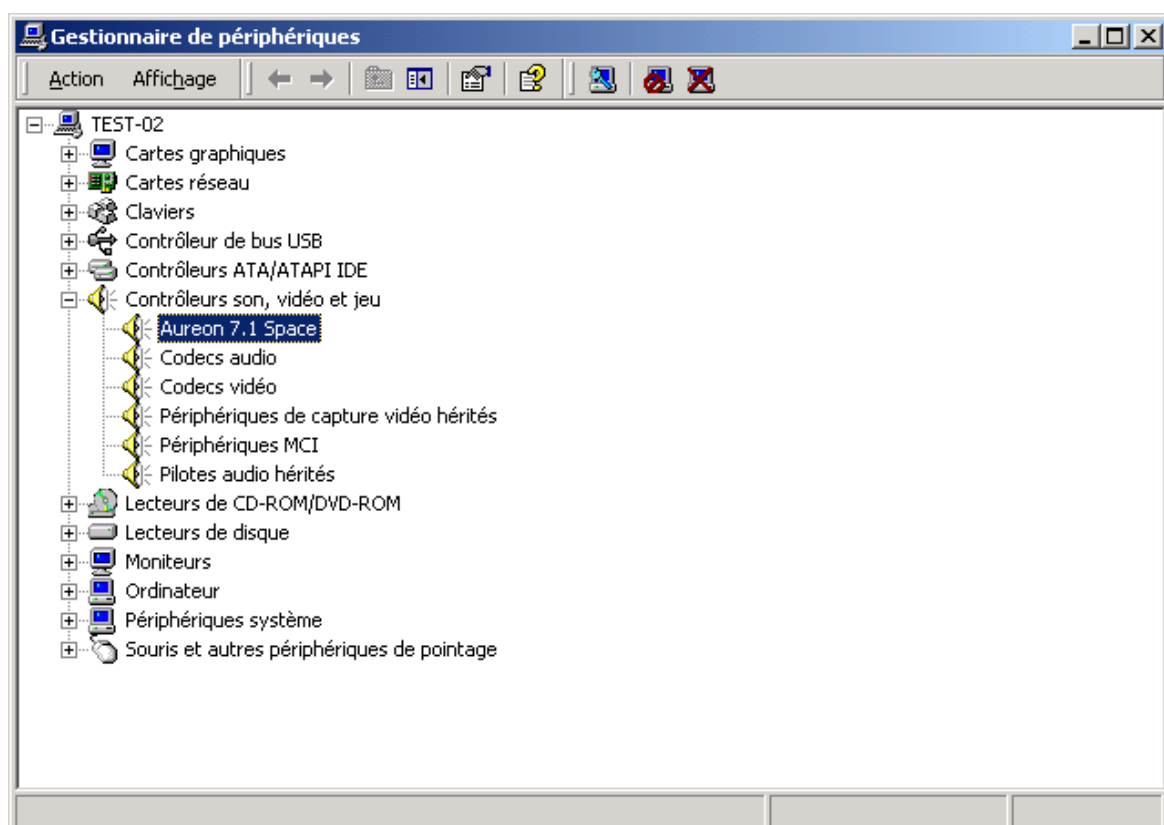 Gestionnaire de périphériques
Action Affichage
TEST-02
Cartes graphiques
Cartes réseau
Claviers
Contrôleur de bus USB
Contrôleurs ATA/ATAPI IDE
Contrôleurs son, vidéo et jeu
Aureon 7.1 Space
Codecs audio
Codecs vidéo
Périphériques de capture vidéo hérités
Périphériques MCI
Pilotes audio hérités
Lecteurs de CD-ROM/DVD-ROM
Lecteurs de disque
Moniteurs
Ordinateur
Périphériques système
Souris et autres périphériques de pointage